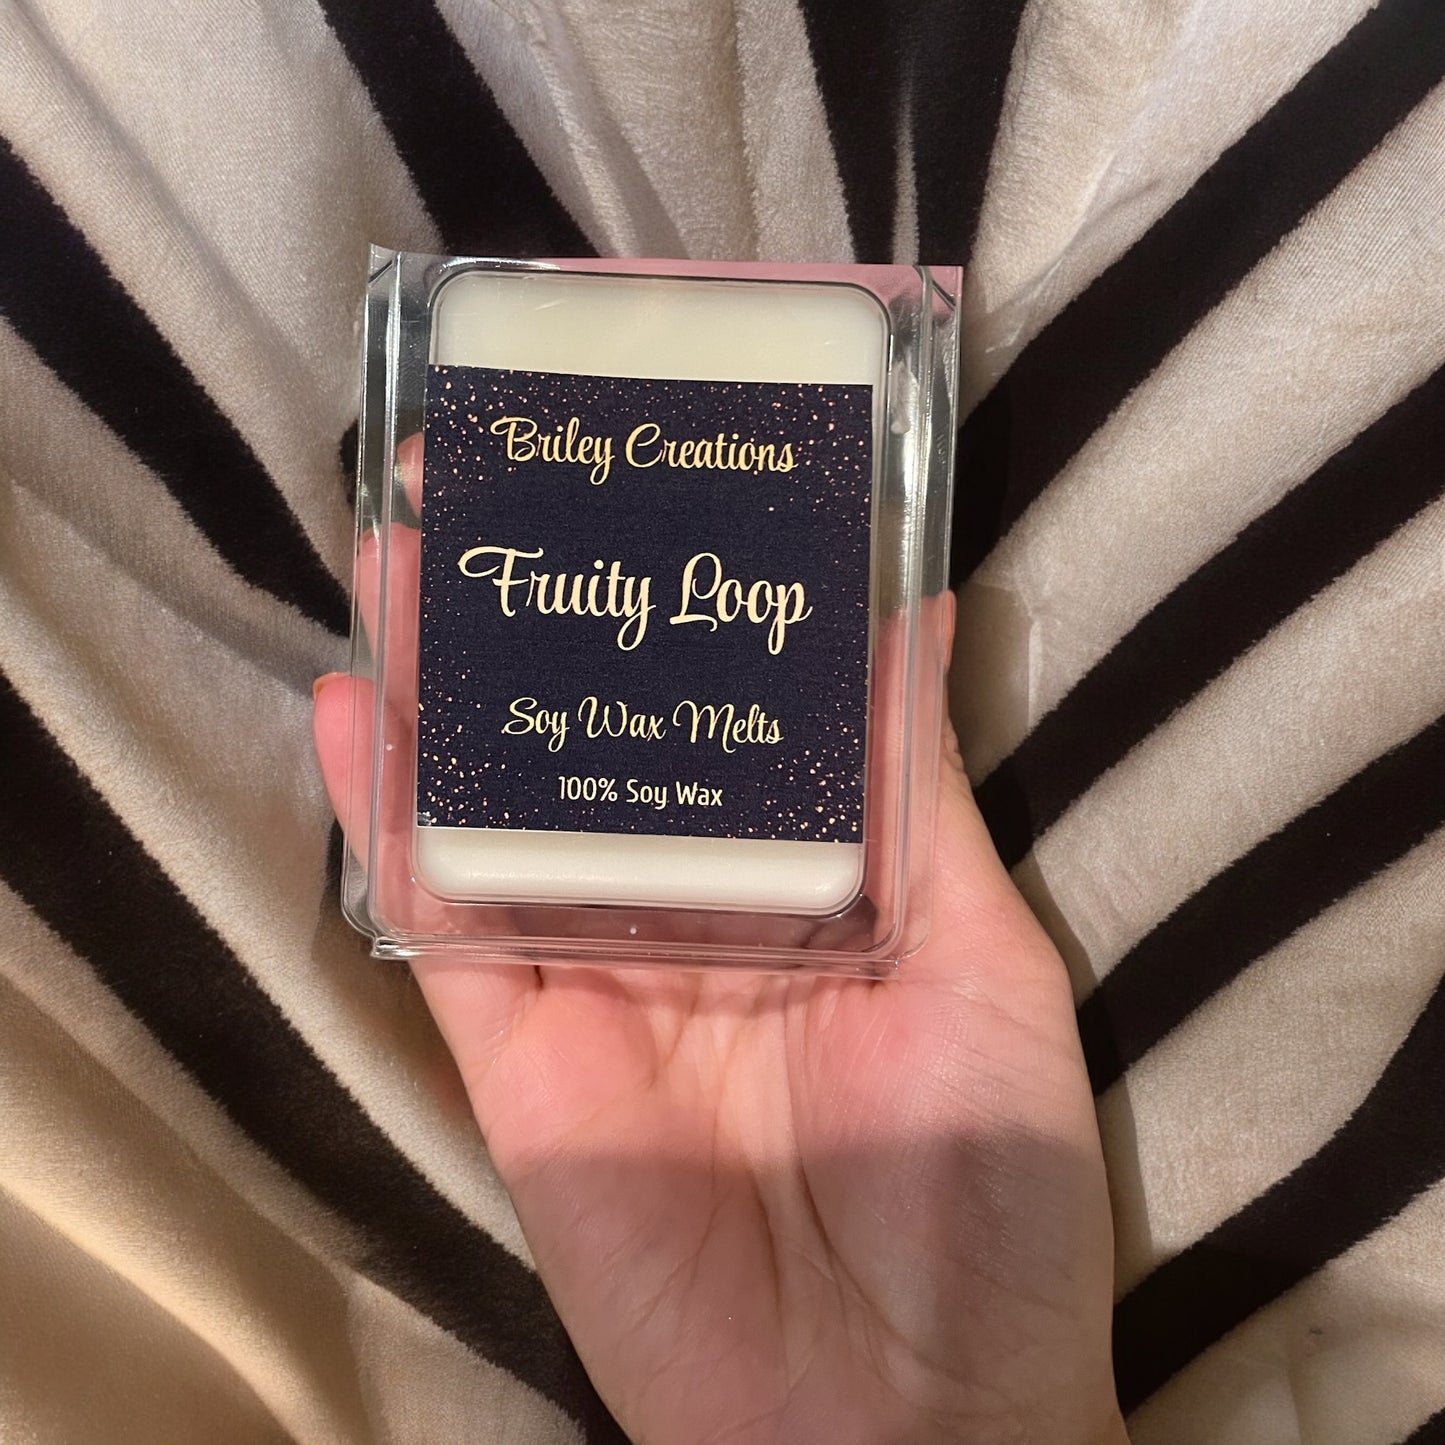 Briley Creations
Fruity Loop
Soy Wax Melts
100% Soy Wax